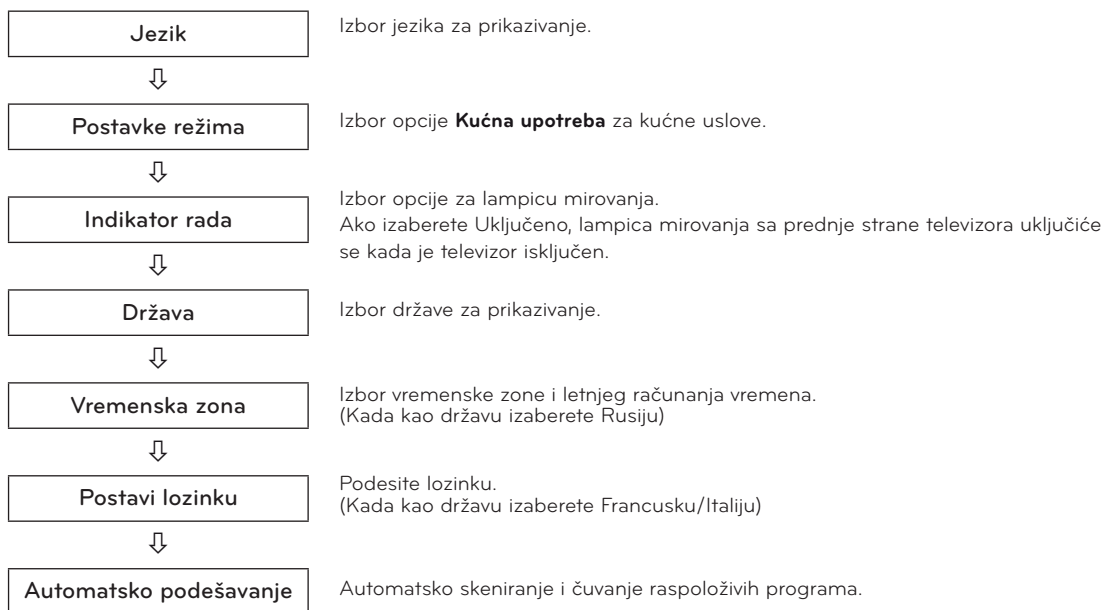 Jezik
Izbor jezika za prikazivanje.
Postavke režima
Izbor opcije Kućna upotreba za kućne uslove.
Indikator rada
Izbor opcije za lampicu mirovanja.
Ako izaberete Uključeno, lampica mirovanja sa prednje strane televizora uključiće
se kada je televizor isključen.
Država
Izbor države za prikazivanje.
Vremenska zona
Izbor vremenske zone i letnjeg računanja vremena.
(Kada kao državu izaberete Rusiju)
Postavi lozinku
Podesite lozinku.
(Kada kao državu izaberete Francusku/Italiju)
Automatsko podešavanje
Automatsko skeniranje i čuvanje raspoloživih programa.